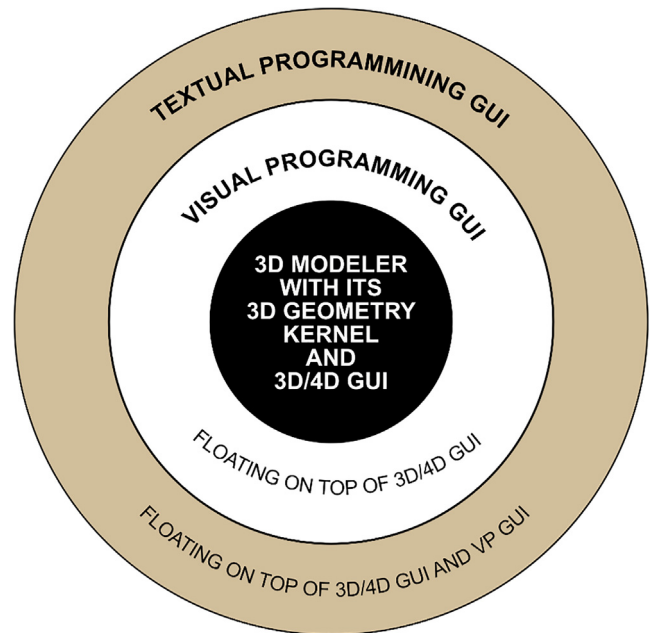 TEXTUAL PROGRAMMINING GUI
VISUAL PROGRAMMING GUI
3D MODELER
WITH ITS
3D GEOMETRY
KERNEL
AND
3D/4D GUI
FLOATING ON TOP OF 3D/4D GUI
FLOATING ON TOP OF 3D/4D GUI AND VP GUI